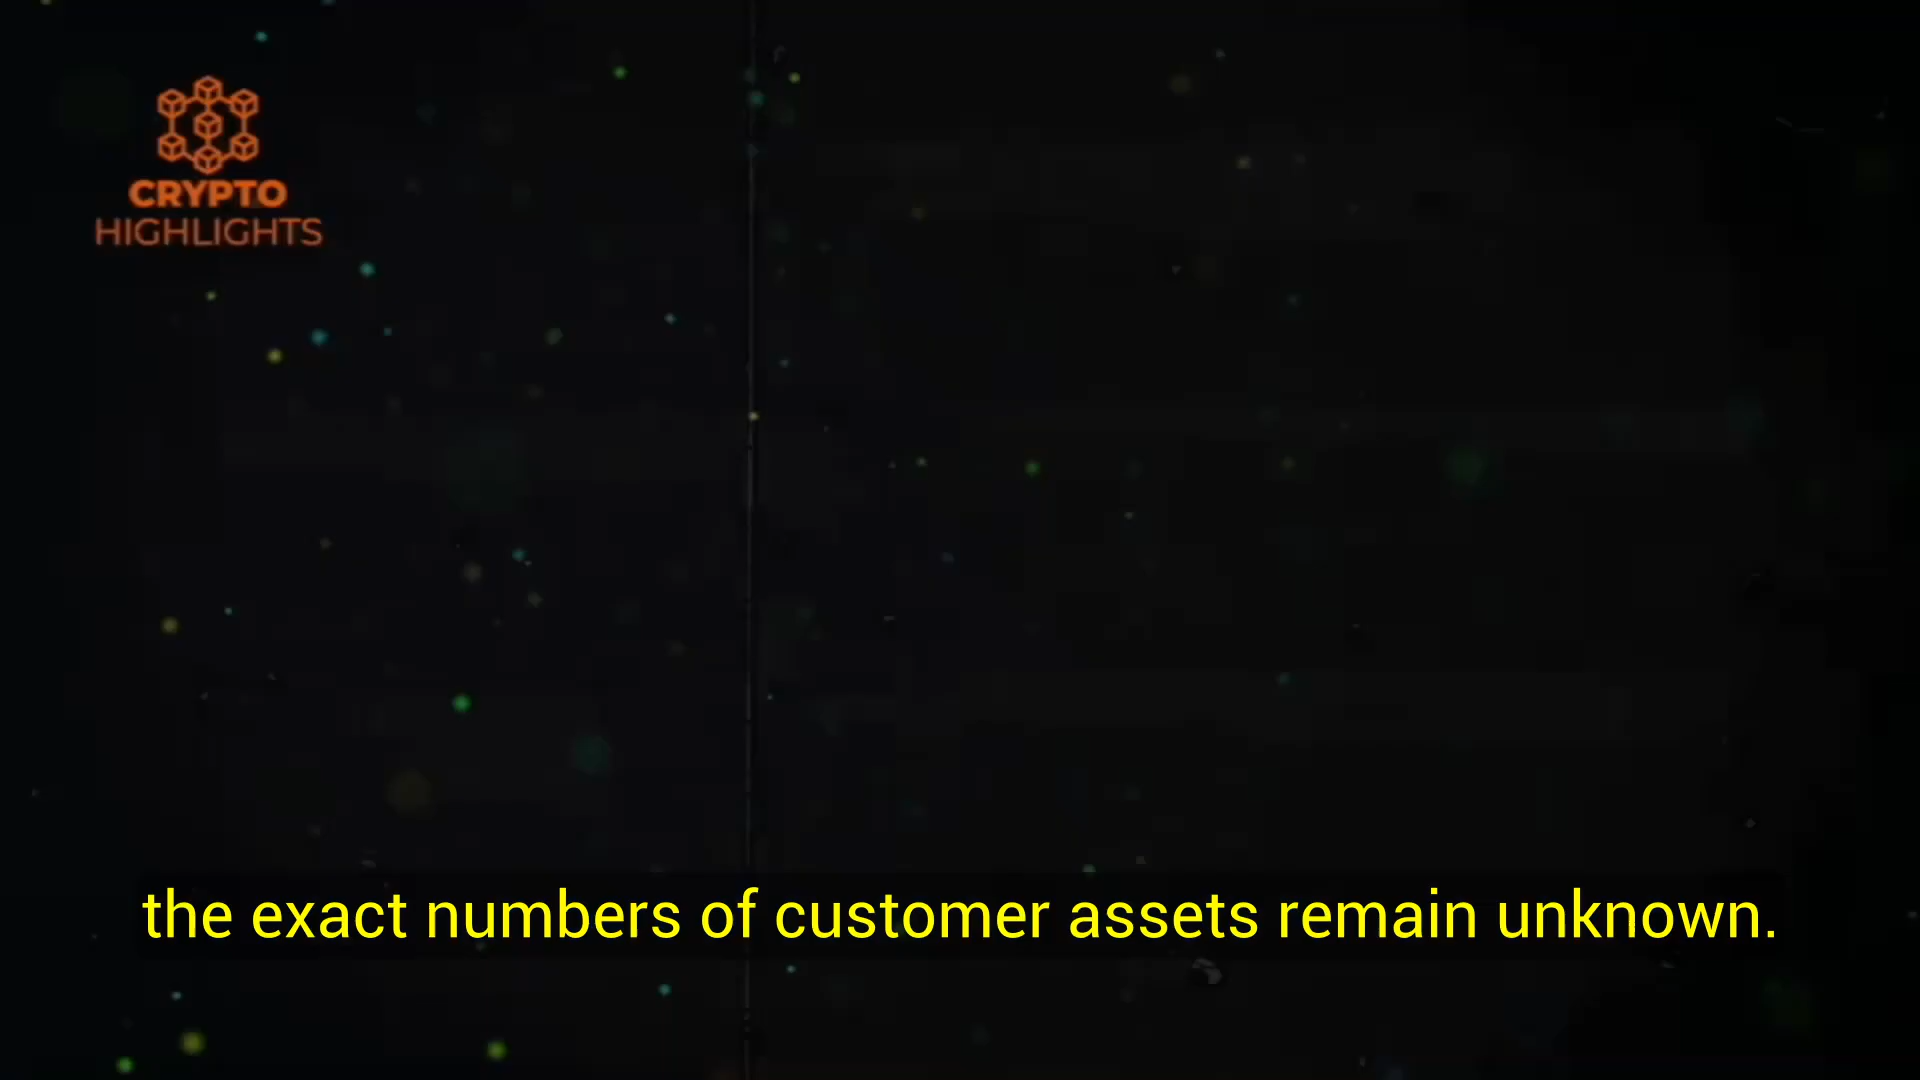 CRYPTO
HIGHLIGHTS
the exact numbers of customer assets remain unknown.